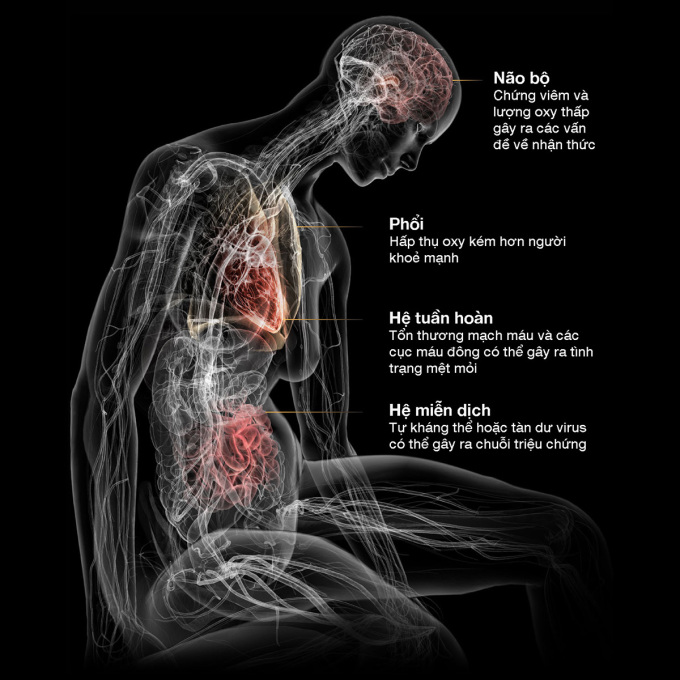 Não bộ
Chứng viêm và
lượng oxy thấp
gây ra các vấn
dề về nhận thức
Phổi
Hấp thụ oxy kém hơn người
khoẻ mạnh
Hệ tuần hoàn
Tổn thương mạch máu và các
cục máu đông có thể gây ra tình
trạng mệt mỏi
Hệ miễn dịch
Tự kháng thể hoặc tàn dư virus
có thể gây ra chuỗi triệu chứng